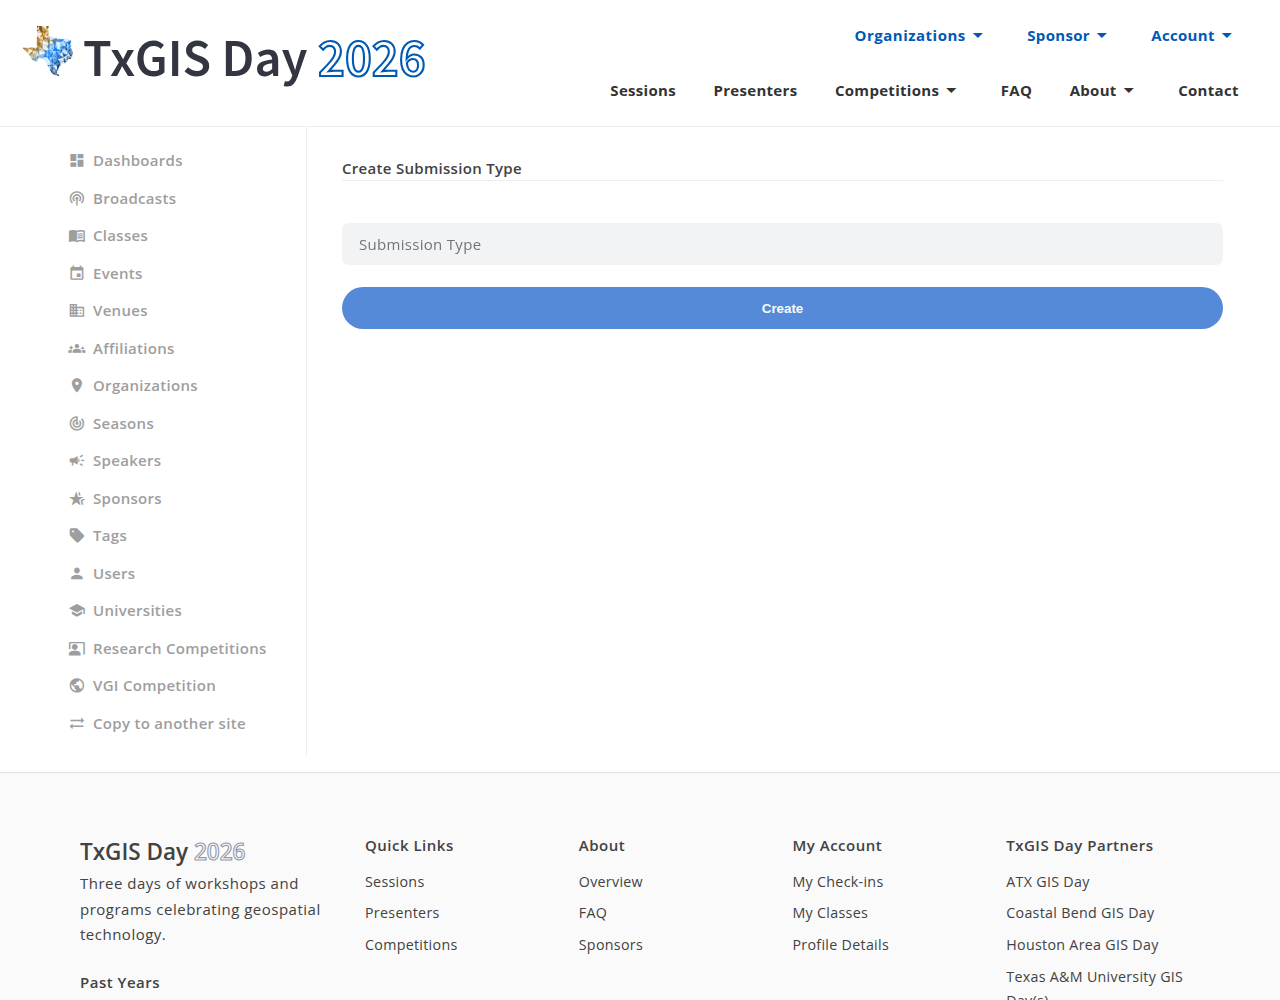 TxGIS Day 2026
Organizations
Sponsor
Account
Sessions
Presenters
Competitions
FAQ
About
Contact
Dashboards
Broadcasts
Classes
Events
Venues
Affiliations
Organizations
Seasons
Speakers
Sponsors
Tags
Users
Universities
Research Competitions
VGI Competition
Copy to another site
Create Submission Type
Submission Type
Create
TxGIS Day 2026
Three days of workshops and
programs celebrating geospatial
technology.
Past Years
Quick Links
Sessions
Presenters
Competitions
About
Overview
FAQ
Sponsors
My Account
My Check-ins
My Classes
Profile Details
TxGIS Day Partners
ATX GIS Day
Coastal Bend GIS Day
Houston Area GIS Day
Texas A&M University GIS
Day(s)